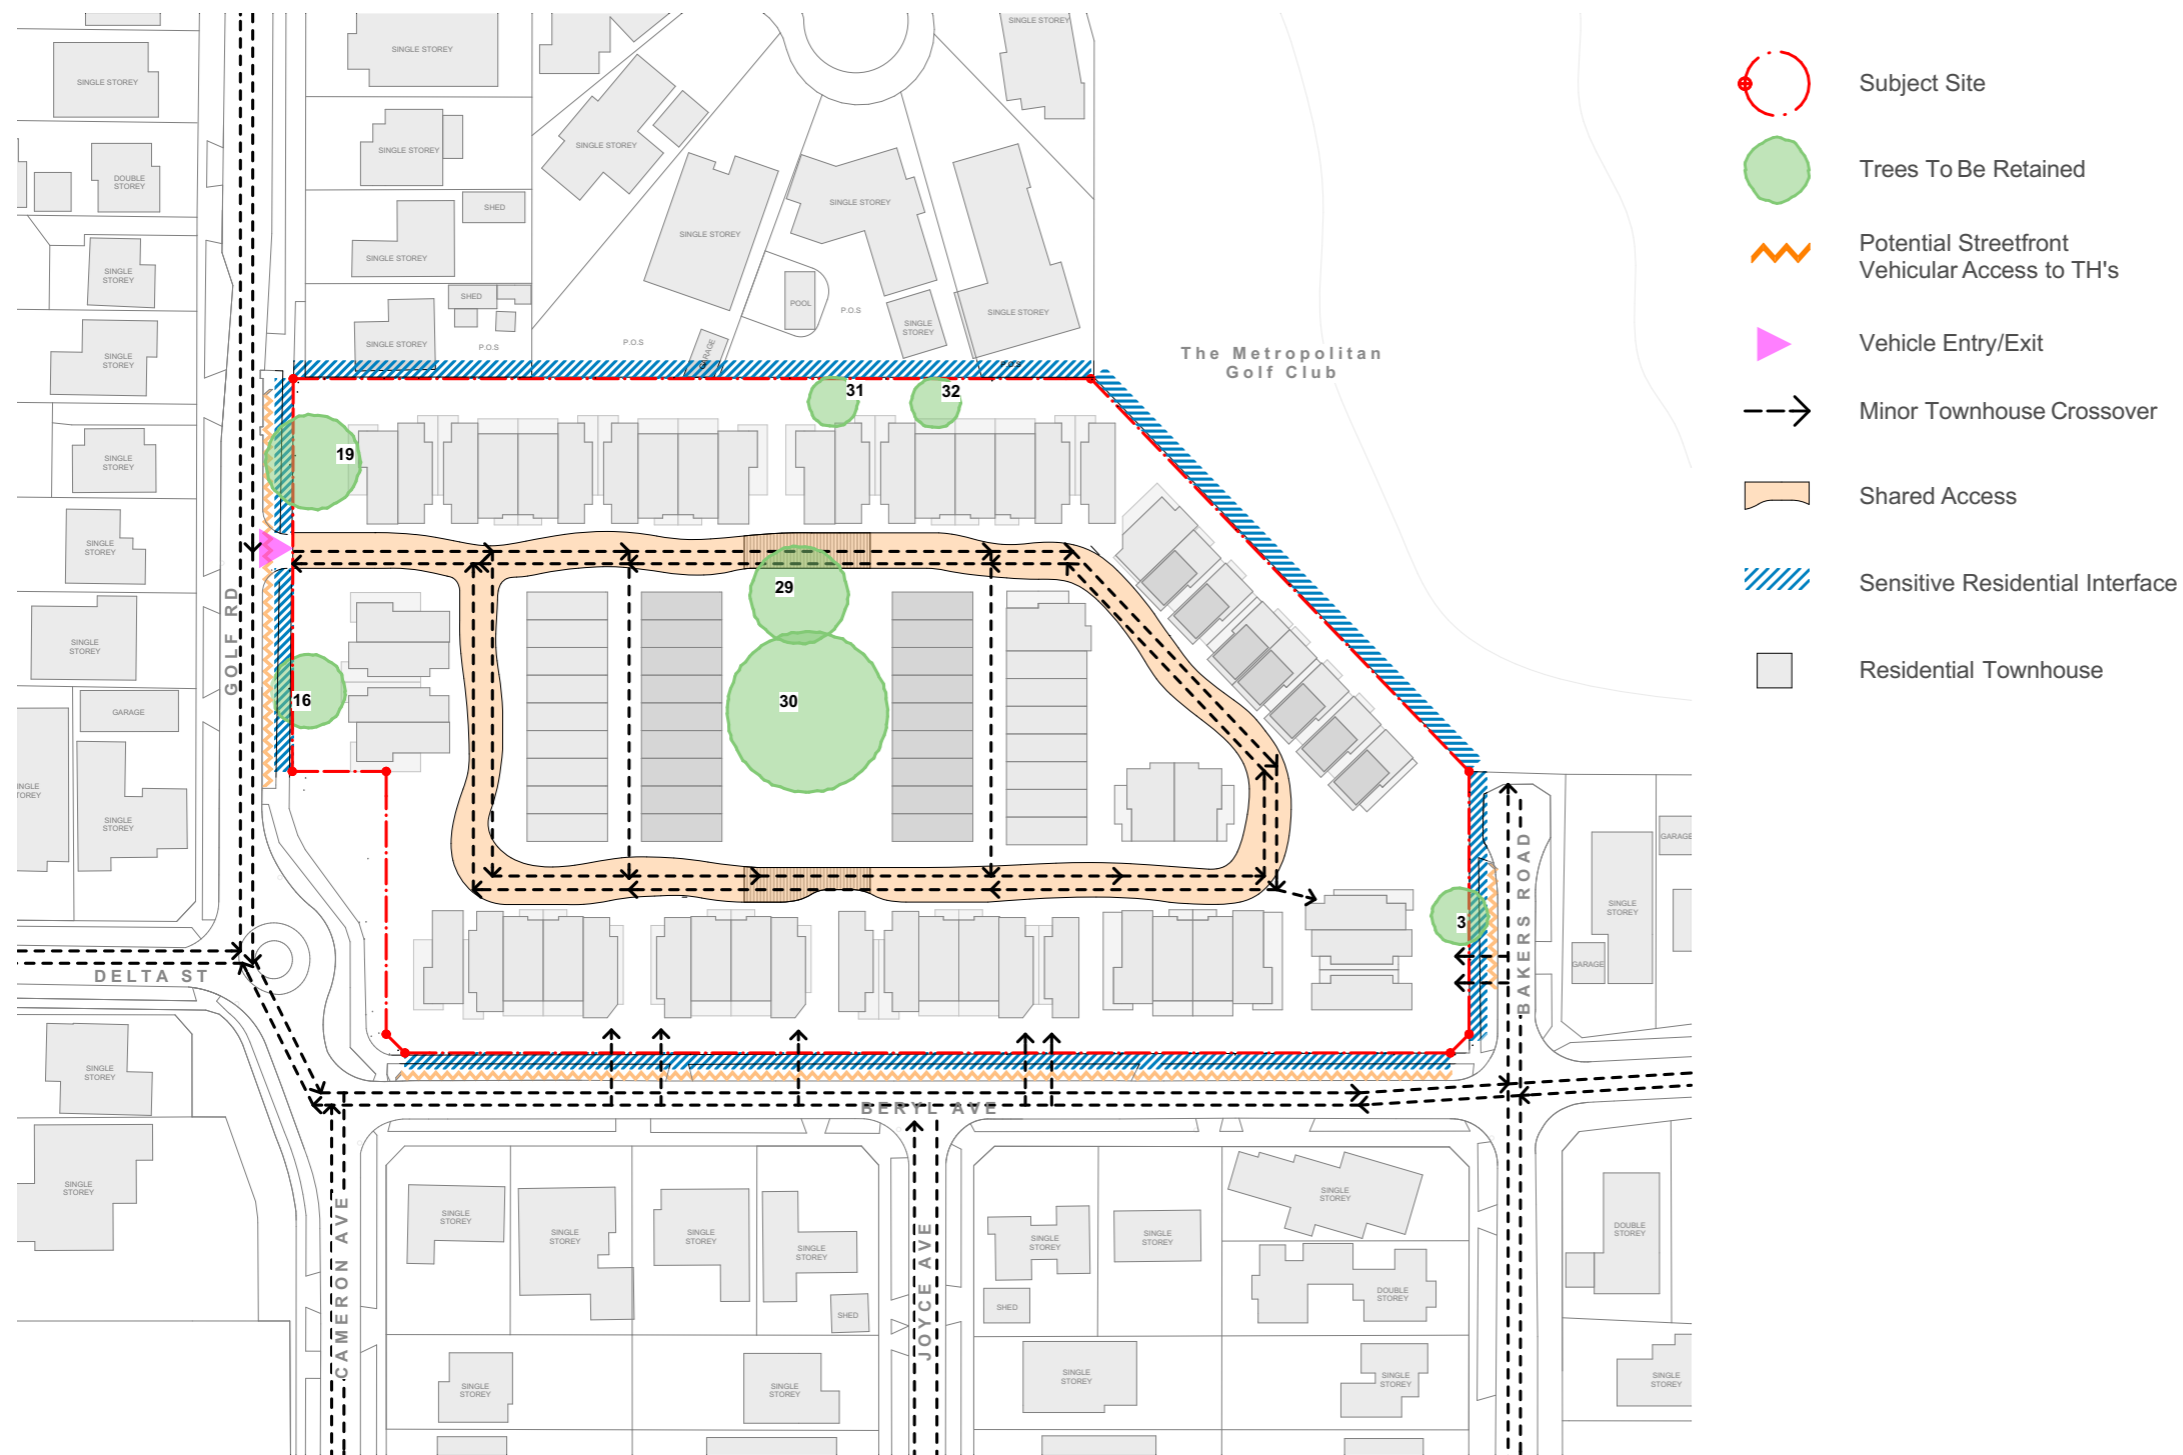 SINGLE STOREY
SINGLE STOREY
SINGLE STOREY
SINGLE STOREY
SINGLE STOREY
DOUBLE
STOREY
SHED
SINGLE STOREY
SINGLE STOREY
SINGLE STOREY
SINGLE
STOREY
SHED
POOL
P.O.S
SINGLE
STOREY
SINGLE STOREY
SINGLE STOREY
P.O.S
P.O.S
GARAGE
P.O.S
SINGLE
STOREY
The Metropolitan
Golf Club
31
32
19
SINGLE
STOREY
SINGLE
STOREY
29
30
16
GOLF RD
SINGLE
STOREY
GARAGE
SINGLE
STOREY
3
BAKERS ROAD
GARAGE
SINGLE
STOREY
GARAGE
DELTA ST
SINGLE
STOREY
BERYL AVE
SINGLE
STOREY
CAMERON AVE
SINGLE
STOREY
SINGLE
STOREY
SINGLE
STOREY
SINGLE
STOREY
SHED
JOYCE AVE
SINGLE
STOREY
SHED
SINGLE
STOREY
SINGLE
STOREY
DOUBLE
STOREY
DOUBLE
STOREY
SINGLE
STOREY
SINGLE
STOREY
SINGLE
STOREY
SINGLE
STOREY
SINGLE
STOREY
Subject Site
Trees To Be Retained
Potential Streetfront
Vehicular Access to TH's
Vehicle Entry/Exit
Minor Townhouse Crossover
Shared Access
Sensitive Residential Interface
Residential Townhouse